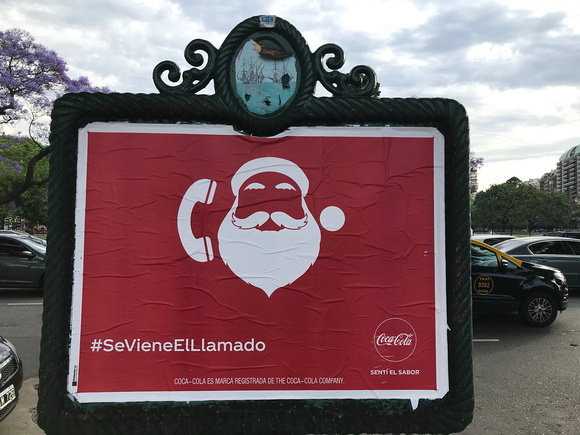 #SeVieneElLlamado
Coca-Cola
SENTÍ EL SABOR
COCA-COLA ES MARCA REGISTRADA DE THE COCA-COLA COMPANY.